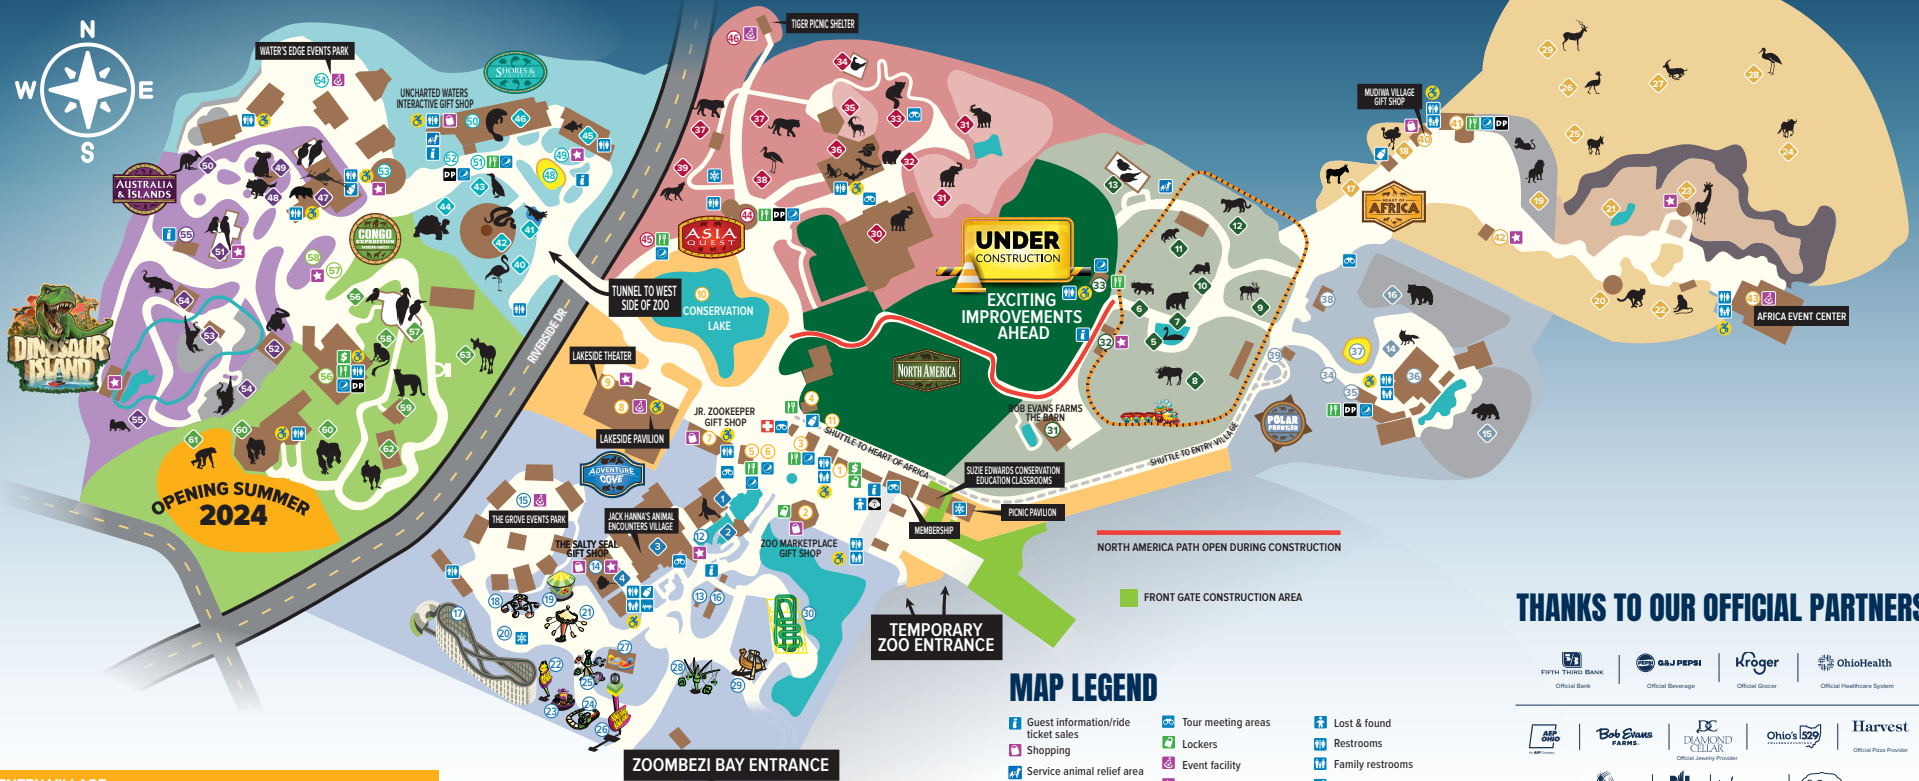 N
W
E
S
WATER'S EDGE EVENTS PARK
SHORES &
UNCHARTED WATERS
INTERACTIVE GIFT SHOP
AUSTRALIA
& ISLANDS
CONGO
EXPEDITION
DINOSAUR
ISLAND
OPENING SUMMER
2024
RIVERSIDE DR
TUNNEL TO WEST
SIDE OF ZOO
TIGER PICNIC SHELTER
ASIA
QUEST
CONSERVATION
LAKE
LAKESIDE THEATER
LAKESIDE PAVILION
JR. ZOOKEEPER
GIFT SHOP
UNDER
CONSTRUCTION
EXCITING
IMPROVEMENTS
AHEAD
NORTH AMERICA
BOB EVANS FARMS
THE BARN
SHUTTLE TO HEART OF AFRICA
SHUTTLE TO ENTRY VILLAGE
MUDIWA VILLAGE
GIFT SHOP
HEART OF
AFRICA
AFRICA EVENT CENTER
POLAR
FRONTIER
ADVENTURE
COVE
THE GROVE EVENTS PARK
JACK HANNA'S ANIMAL
ENCOUNTERS VILLAGE
THE SALTY SEAL
GIFT SHOP
ZOO MARKETPLACE
GIFT SHOP
SUZIE EDWARDS CONSERVATION
EDUCATION CLASSROOMS
PICNIC PAVILION
MEMBERSHIP
TEMPORARY
ZOO ENTRANCE
ZOOMBEZI BAY ENTRANCE
NORTH AMERICA PATH OPEN DURING CONSTRUCTION
FRONT GATE CONSTRUCTION AREA
MAP LEGEND
Guest information/ride
ticket sales
Shopping
Service animal relief area
Tour meeting areas
Lockers
Event facility
Lost & found
Restrooms
Family restrooms
THANKS TO OUR OFFICIAL PARTNERS
FIFTH THIRD BANK
Official Bank
PEPSI G&J PEPSI
Official Beverage
Kroger
Official Grocer
OhioHealth
Official Healthcare System
AEP
OHIO
Bob Evans
FARMS.
DC
DIAMOND
CELLAR
Official Jewelry Provider
Ohio's 529
Harvest
Official Pizza Provider